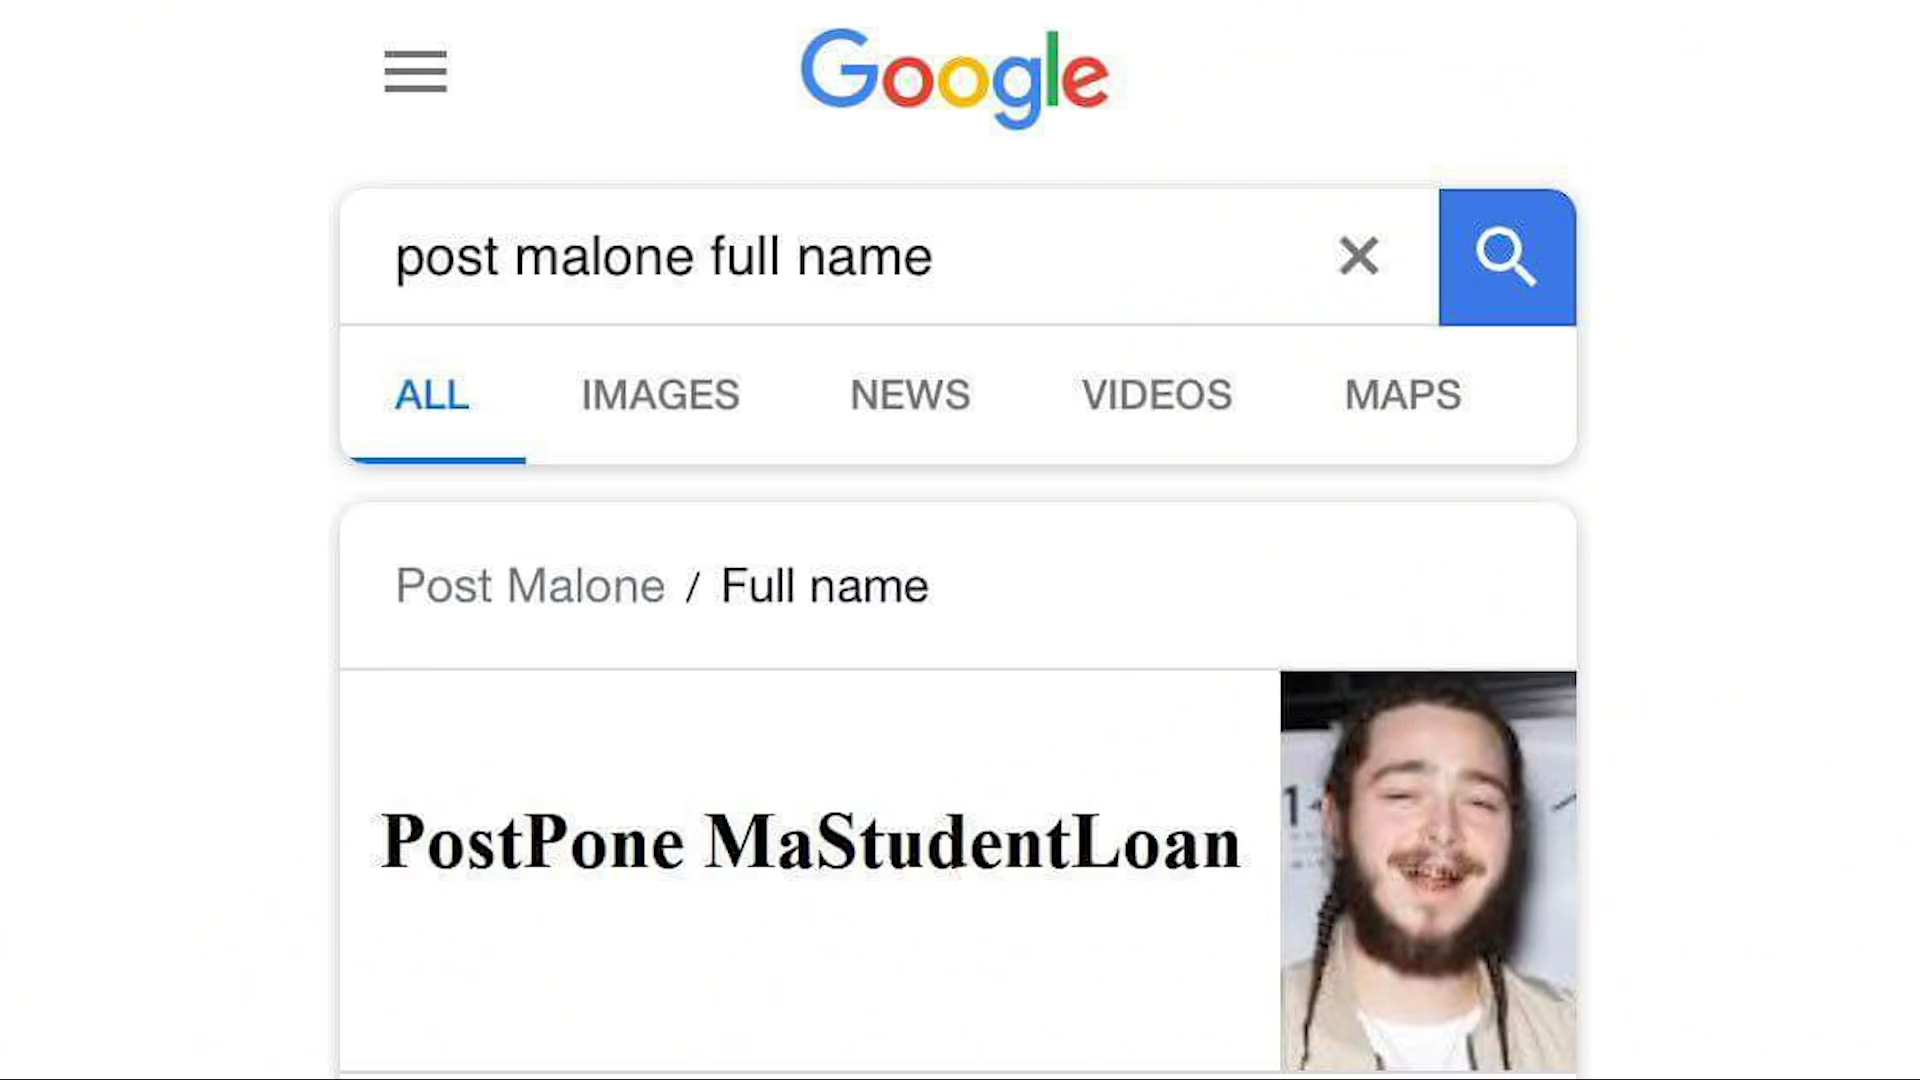 Google
post malone full name
ALL IMAGES NEWS VIDEOS MAPS
Post Malone / Full name
PostPone MaStudentLoan